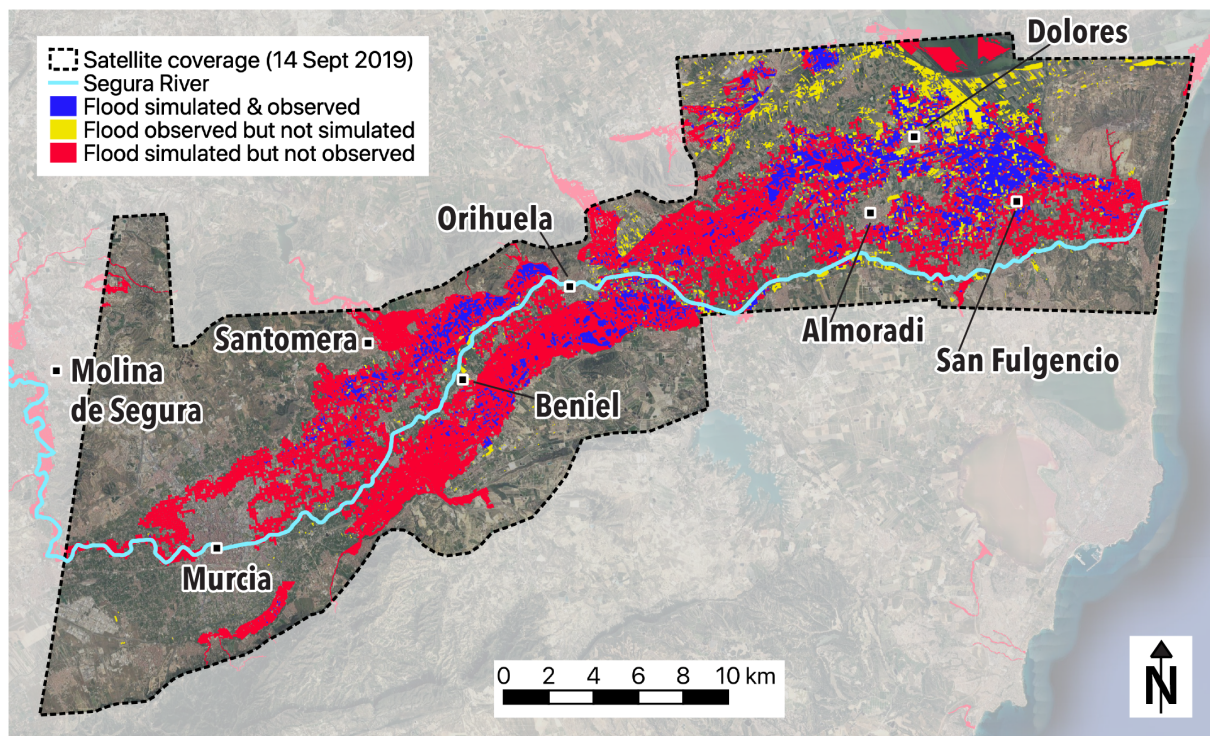 Satellite coverage (14 Sept 2019)
Segura River
Flood simulated & observed
Flood observed but not simulated
Flood simulated but not observed
Dolores
Orihuela
Santomera
Molina
de Segura
Almoradi
San Fulgencio
Beniel
Murcia
0 2 4 6 8 10 km
N